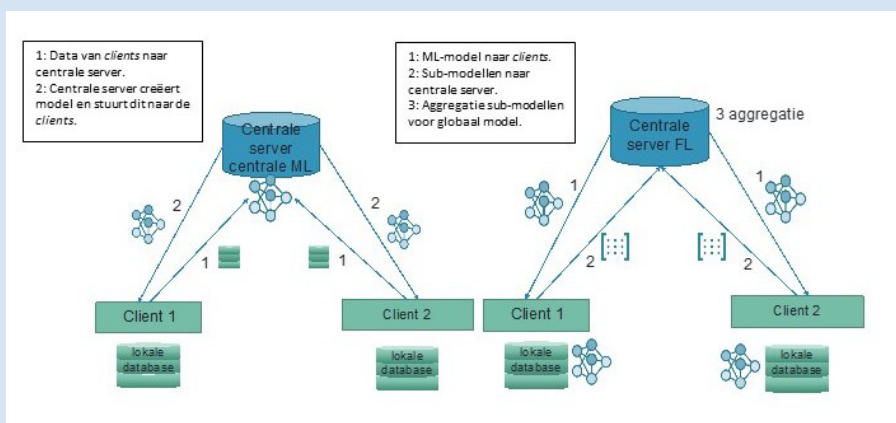 1: Data van clients naar
centrale server.
2: Centrale server creëert
model en stuurt dit naar de
clients.
Centrale
server
centrale ML
2
2
1
1
Client 1
Client 2
lokale
database
lokale
database
1: ML-model naar clients.
2: Sub-modellen naar
centrale server.
3: Aggregatie sub-modellen
voor globaal model.
Centrale
server FL
3 aggregatie
1
1
2
2
Client 1
Client 2
lokale
database
lokale
database